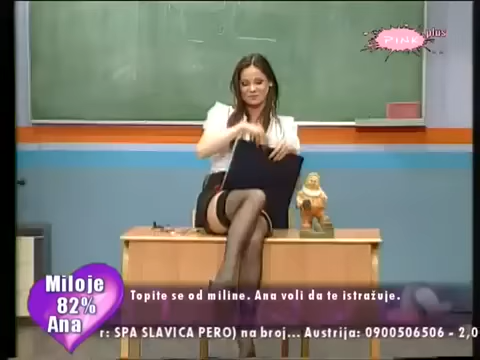 PINK plus
Miloje
82%
Ana
Topite se od miline. Ana voli da te istražuje.
r: SPA SLAVICA PERO) na broj... Austrija: 0900506506 - 2,0